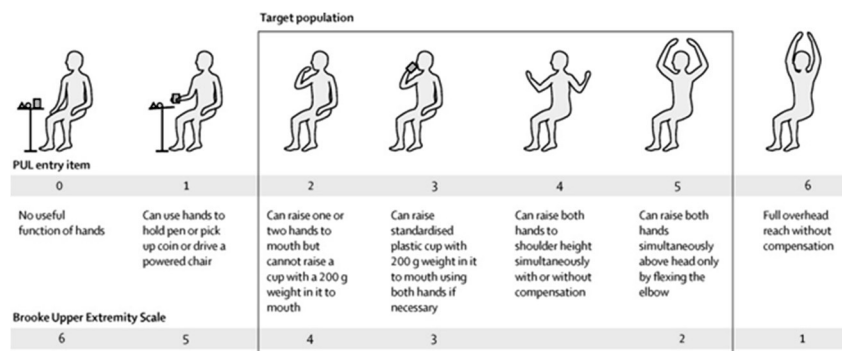 Target population
PUL entry item
0 1 2 3 4 5 6
No useful
function of hands
Can use hands to
hold pen or pick
up coin or drive a
powered chair
Can raise one or
two hands to
mouth but
cannot raise a
cup with a 200 g
weight in it to
mouth
Can raise
standardised
plastic cup with
200 g weight in it
to mouth using
both hands if
necessary
Can raise both
hands to
shoulder height
simultaneously
with or without
compensation
Can raise both
hands
simultaneously
above head only
by flexing the
elbow
Full overhead
reach without
compensation
Brooke Upper Extremity Scale
6 5 4 3 2 1